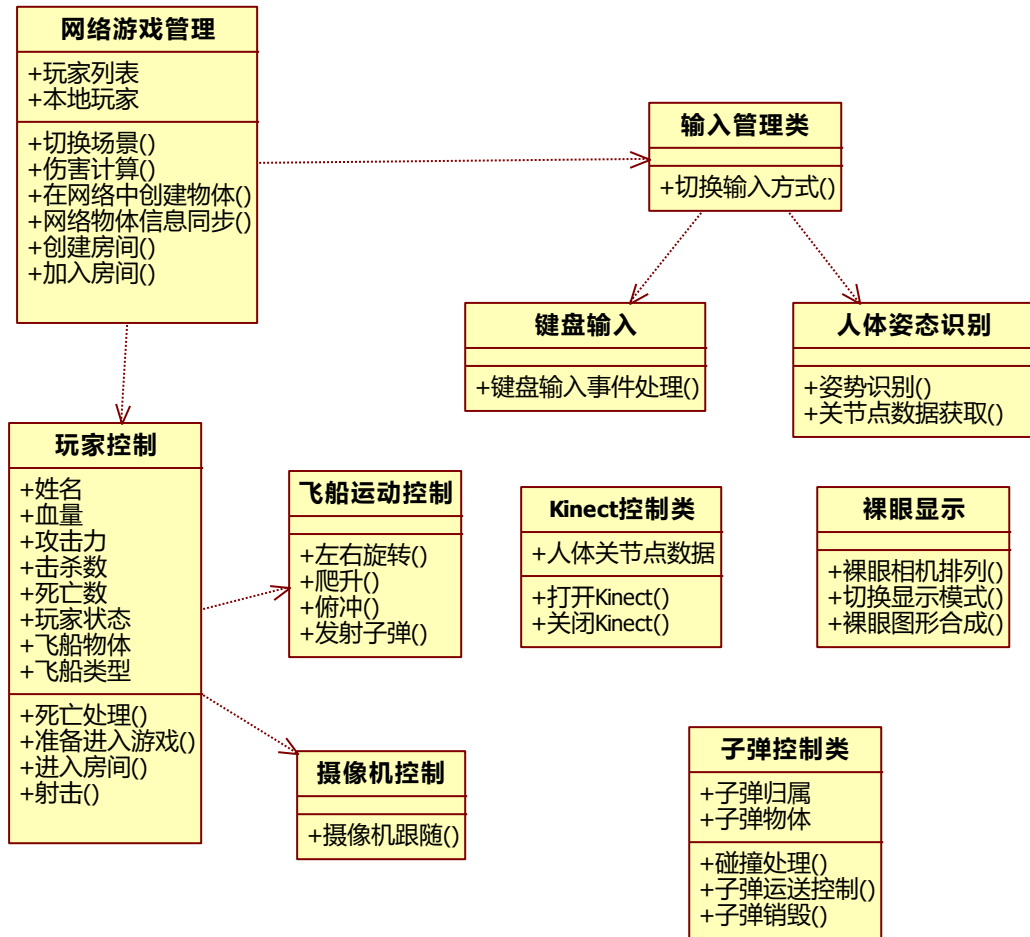 网络游戏管理
+玩家列表
+本地玩家
+切换场景()
+伤害计算()
+在网络中创建物体()
+网络物体信息同步()
+创建房间()
+加入房间()
输入管理类
+切换输入方式()
键盘输入
+键盘输入事件处理()
人体姿态识别
+姿势识别()
+关节点数据获取()
玩家控制
+姓名
+血量
+攻击力
+击杀数
+死亡数
+玩家状态
+飞船物体
+飞船类型
+死亡处理()
+准备进入游戏()
+进入房间()
+射击()
飞船运动控制
+左右旋转()
+爬升()
+俯冲()
+发射子弹()
Kinect控制类
+人体关节点数据
+打开Kinect()
+关闭Kinect()
裸眼显示
+裸眼相机排列()
+切换显示模式()
+裸眼图形合成()
摄像机控制
+摄像机跟随()
子弹控制类
+子弹归属
+子弹物体
+碰撞处理()
+子弹运送控制()
+子弹销毁()